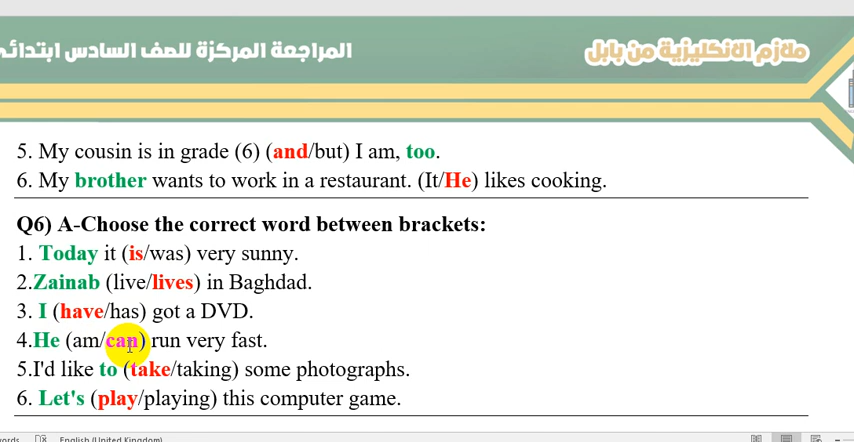 المراجعة المركزة للصف السادس ابتدائي
ملازم الانكليزية من بابل
5. My cousin is in grade (6) (and/but) I am, too.
6. My brother wants to work in a restaurant. (It/He) likes cooking.
Q6) A-Choose the correct word between brackets:
1. Today it (is/was) very sunny.
2.Zainab (live/lives) in Baghdad.
3. I (have/has) got a DVD.
4.He (am/can) run very fast.
5.I'd like to (take/taking) some photographs.
6. Let's (play/playing) this computer game.
English (United Kingdom)